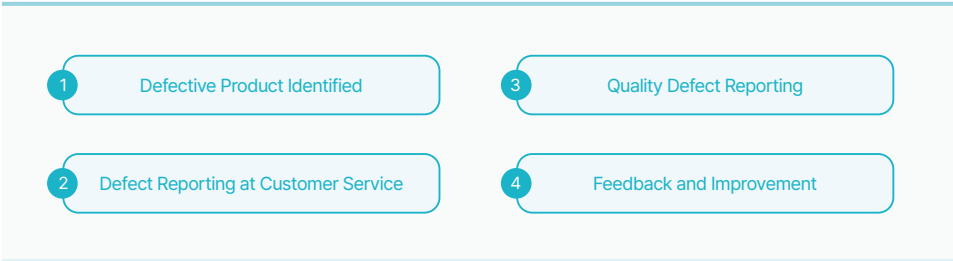 1 Defective Product Identified
2 Defect Reporting at Customer Service
3 Quality Defect Reporting
4 Feedback and Improvement